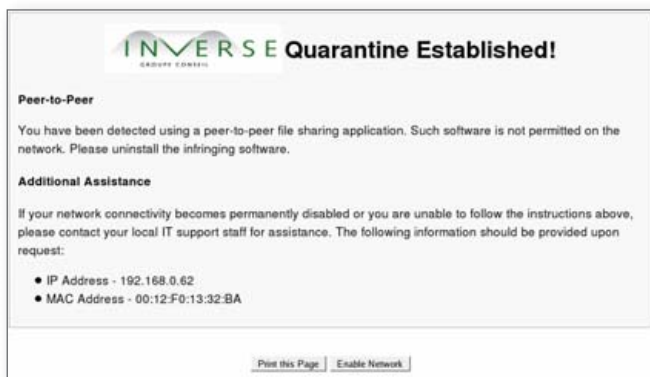 INVERSE
GROUPE CONSEIL
Quarantine Established!
Peer-to-Peer
You have been detected using a peer-to-peer file sharing application. Such software is not permitted on the
network. Please uninstall the infringing software.
Additional Assistance
If your network connectivity becomes permanently disabled or you are unable to follow the instructions above,
please contact your local IT support staff for assistance. The following information should be provided upon
request:
• IP Address - 192.168.0.62
• MAC Address - 00:12:F0:13:32:BA
Print this Page
Enable Network